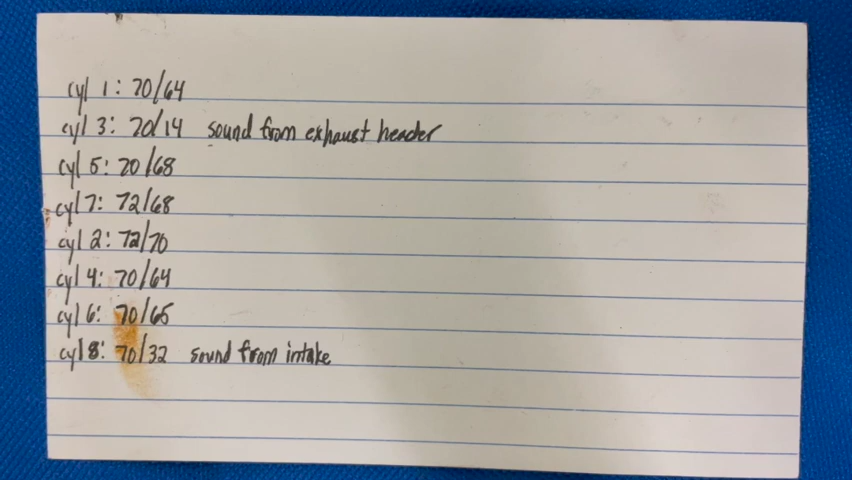 cyl 1: 70/64
cyl 3: 70/14 sound from exhaust header
cyl 5: 70/68
cyl 7: 72/68
cyl 2: 72/70
cyl 4: 70/64
cyl 6: 70/65
cyl 8: 70/32 sound from intake